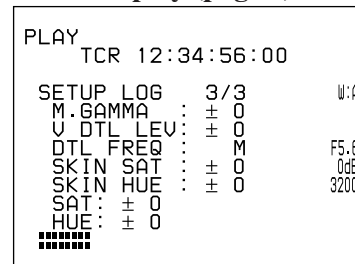 PLAY
TCR 12:34:56:00
SETUP LOG 3/3
M.GAMMA : ± 0
V DTL LEV: ± 0
DTL FREQ : M F5.6
SKIN SAT : ± 0 0dB
SKIN HUE : ± 0 3200
SAT: ± 0
HUE: ± 0